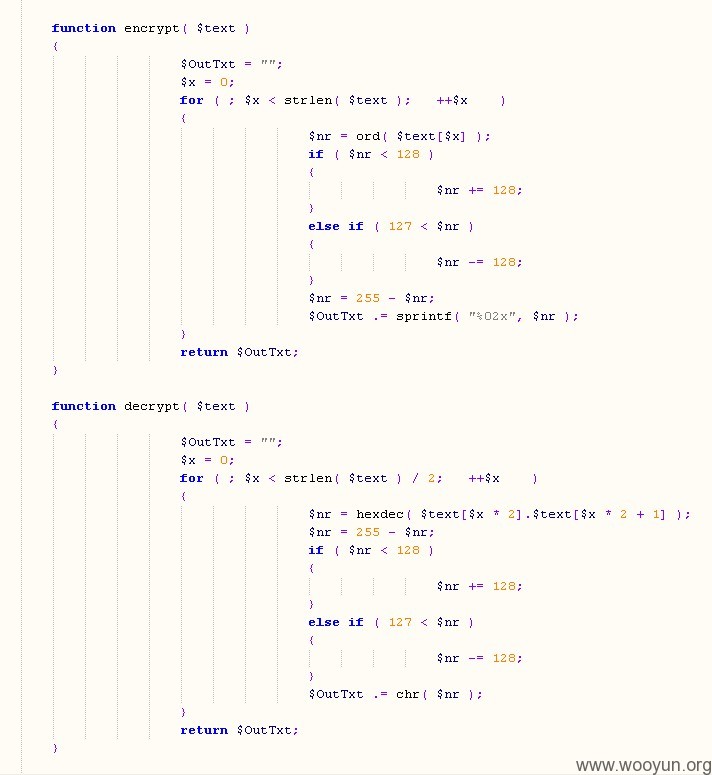 function encrypt( $text )
{
$OutTxt = "";
$x = 0;
for ( ; $x < strlen( $text ); ++$x )
{
$nr = ord( $text[$x] );
if ( $nr < 128 )
{
$nr += 128;
}
else if ( 127 < $nr )
{
$nr -= 128;
}
$nr = 255 - $nr;
$OutTxt .= sprintf( "%02x", $nr );
}
return $OutTxt;
}
function decrypt( $text )
{
$OutTxt = "";
$x = 0;
for ( ; $x < strlen( $text ) / 2; ++$x )
{
$nr = hexdec( $text[$x * 2].$text[$x * 2 + 1] );
$nr = 255 - $nr;
if ( $nr < 128 )
{
$nr += 128;
}
else if ( 127 < $nr )
{
$nr -= 128;
}
$OutTxt .= chr( $nr );
}
return $OutTxt;
}
www.wooyun.org